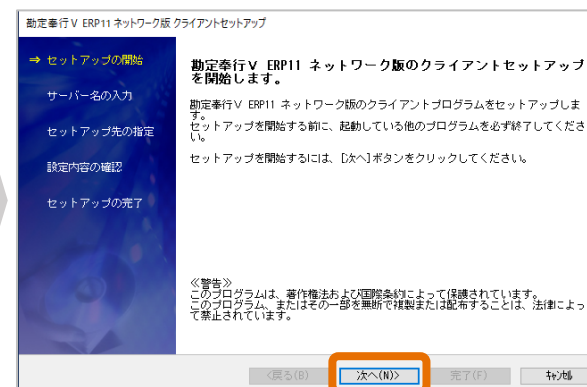 勘定奉行V ERP11 ネットワーク版 クライアントセットアップ
⇒ セットアップの開始
サーバー名の入力
セットアップ先の指定
設定内容の確認
セットアップの完了
勘定奉行V ERP11 ネットワーク版のクライアントセットアップ
を開始します。
勘定奉行V ERP11 ネットワーク版のクライアントプログラムをセットアップしま
す。
セットアップを開始する前に、起動している他のプログラムを必ず終了してくださ
い。
セットアップを開始するには、[次へ]ボタンをクリックしてください。
≪警告≫
このプログラムは、著作権法および国際条約によって保護されています。
このプログラム、またはその一部を無断で複製または配布することは、法律によっ
て禁止されています。
<戻る(B) 次へ(N)> 完了(F) キャンセル